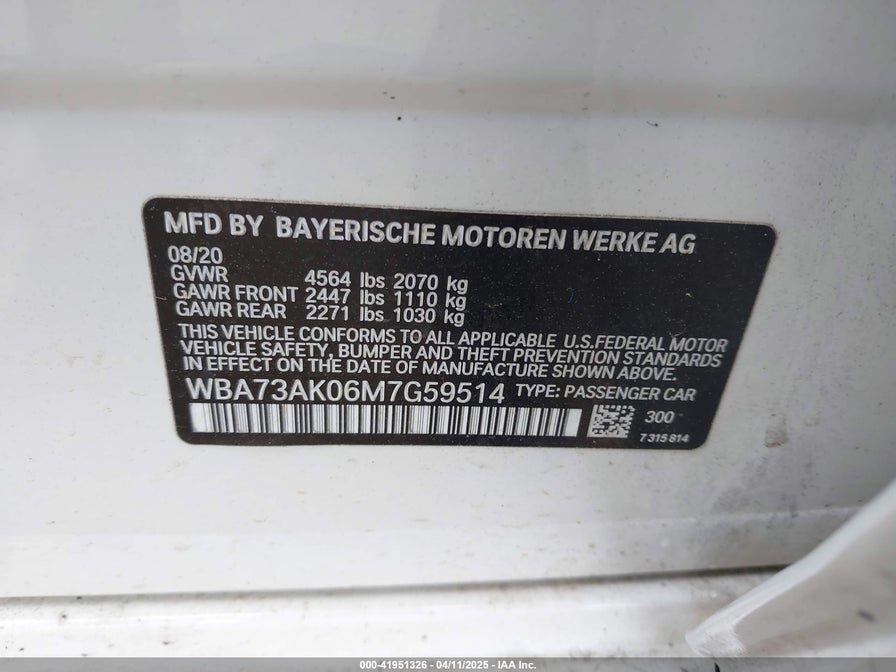 MFD BY BAYERISCHE MOTOREN WERKE AG
08/20
GVWR 4564 lbs 2070 kg
GAWR FRONT 2447 lbs 1110 kg
GAWR REAR 2271 lbs 1030 kg
THIS VEHICLE CONFORMS TO ALL APPLICABLE U.S.FEDERAL MOTOR
VEHICLE SAFETY, BUMPER AND THEFT PREVENTION STANDARDS
IN EFFECT ON THE DATE OF MANUFACTURE SHOWN ABOVE.
WBA73AK06M7G59514 TYPE: PASSENGER CAR
300
7315814
000-41951326 | 04/11/2025 - IAA Inc.